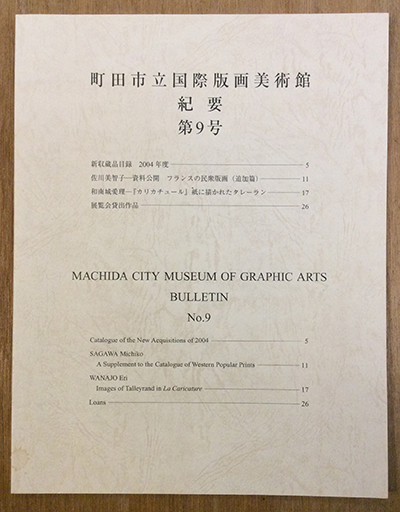 町田市立国際版画美術館
紀要
第9号
新収蔵品目録 2004年度 5
佐川美智子―資料公開 フランスの民衆版画（追加篇） 11
和南城愛理―『カリカチュール』紙に描かれたタレーラン 17
展覧会貸出作品 26
MACHIDA CITY MUSEUM OF GRAPHIC ARTS
BULLETIN
No.9
Catalogue of the New Acquisitions of 2004 5
SAGAWA Michiko
A Supplement to the Catalogue of Western Popular Prints 11
WANAJO Eri
Images of Talleyrand in La Caricature 17
Loans 26